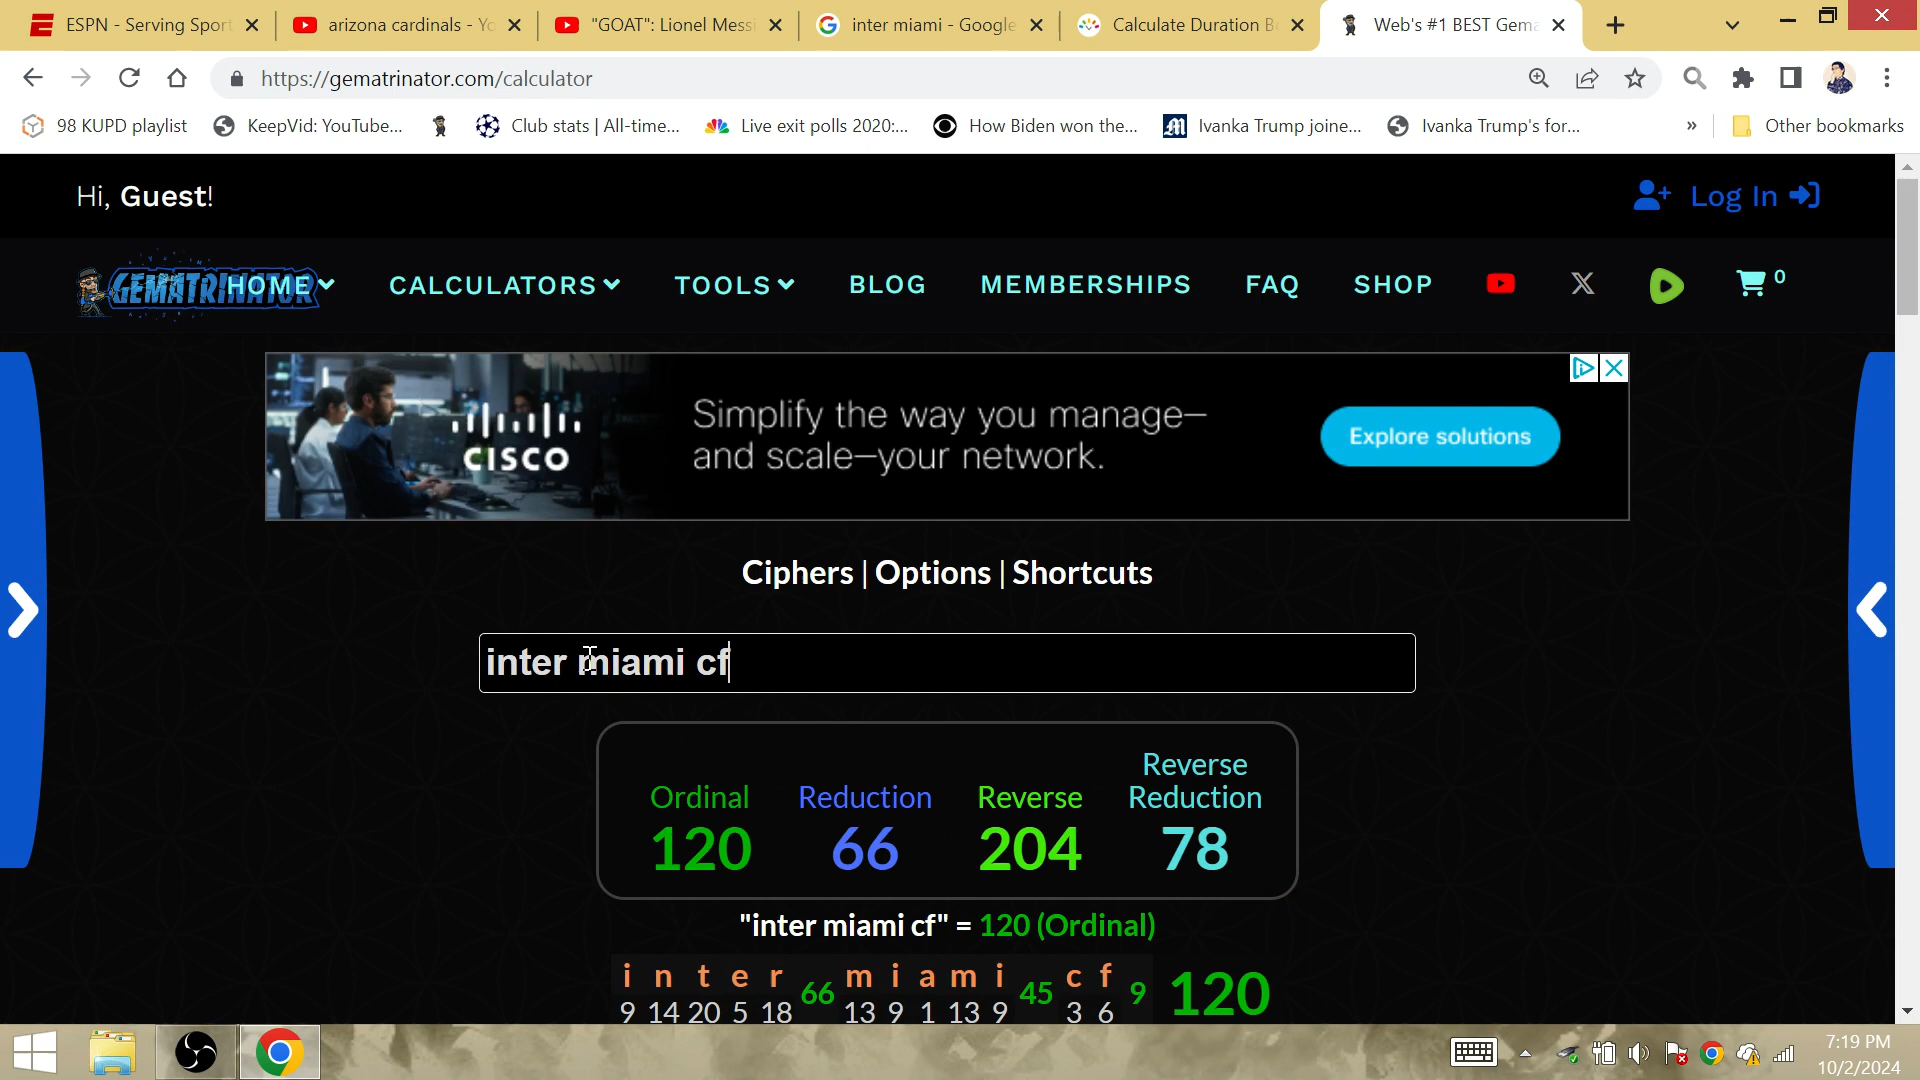 ESPN - Serving Sport
arizona cardinals - Yo
"GOAT": Lionel Messi
inter miami - Google
Calculate Duration B
Web's #1 BEST Gema
https://gematrinator.com/calculator
98 KUPD playlist
KeepVid: YouTube...
Club stats | All-time...
Live exit polls 2020:...
How Biden won the...
Ivanka Trump joine...
Ivanka Trump's for...
»
Other bookmarks
Hi, Guest!
Log In
GEMATRINATOR
HOME
CALCULATORS
TOOLS
BLOG
MEMBERSHIPS
FAQ
SHOP
0
CISCO
Simplify the way you manage—
and scale—your network.
Explore solutions
Ciphers | Options | Shortcuts
inter miami cf
Ordinal
120
Reduction
66
Reverse
204
Reverse
Reduction
78
"inter miami cf" = 120 (Ordinal)
i n t e r 66 m i a m i 45 c f 9 120
9 14 20 5 18 13 9 1 13 9 3 6
7:19 PM
10/2/2024